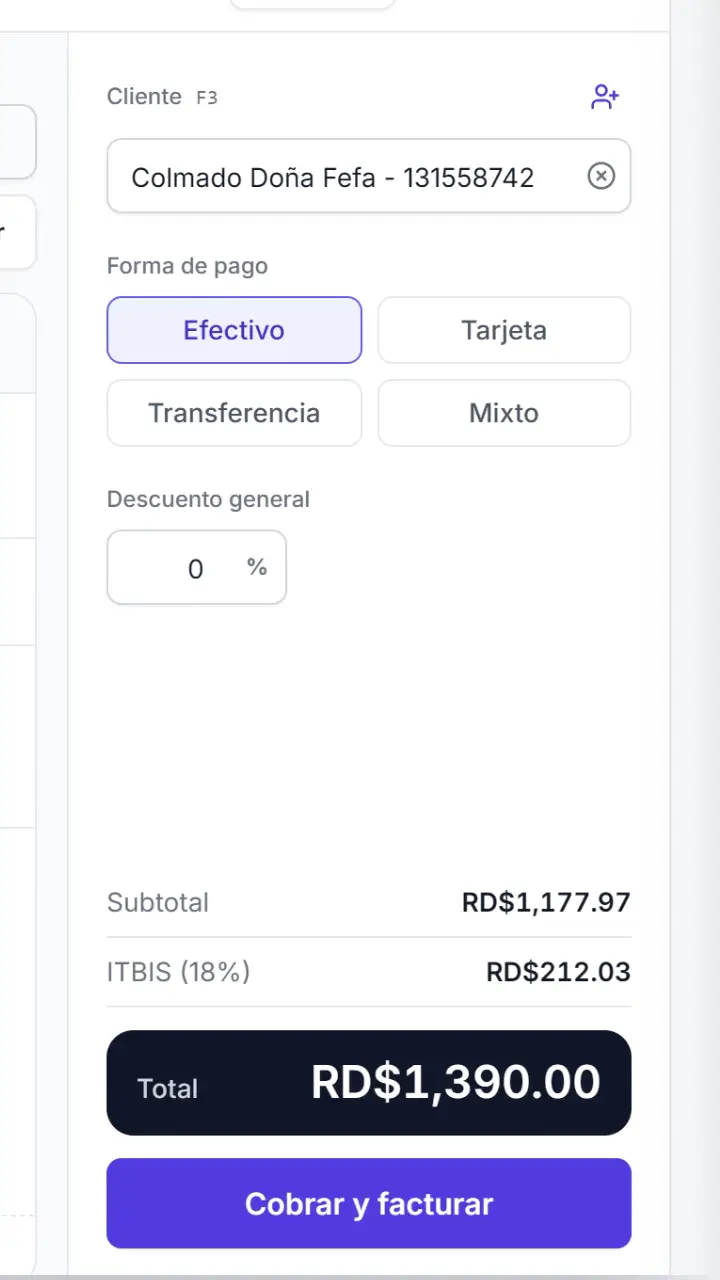 Cliente F3
Colmado Doña Fefa - 131558742
Forma de pago
Efectivo
Tarjeta
Transferencia
Mixto
Descuento general
0 %
Subtotal RD$1,177.97
ITBIS (18%) RD$212.03
Total RD$1,390.00
Cobrar y facturar